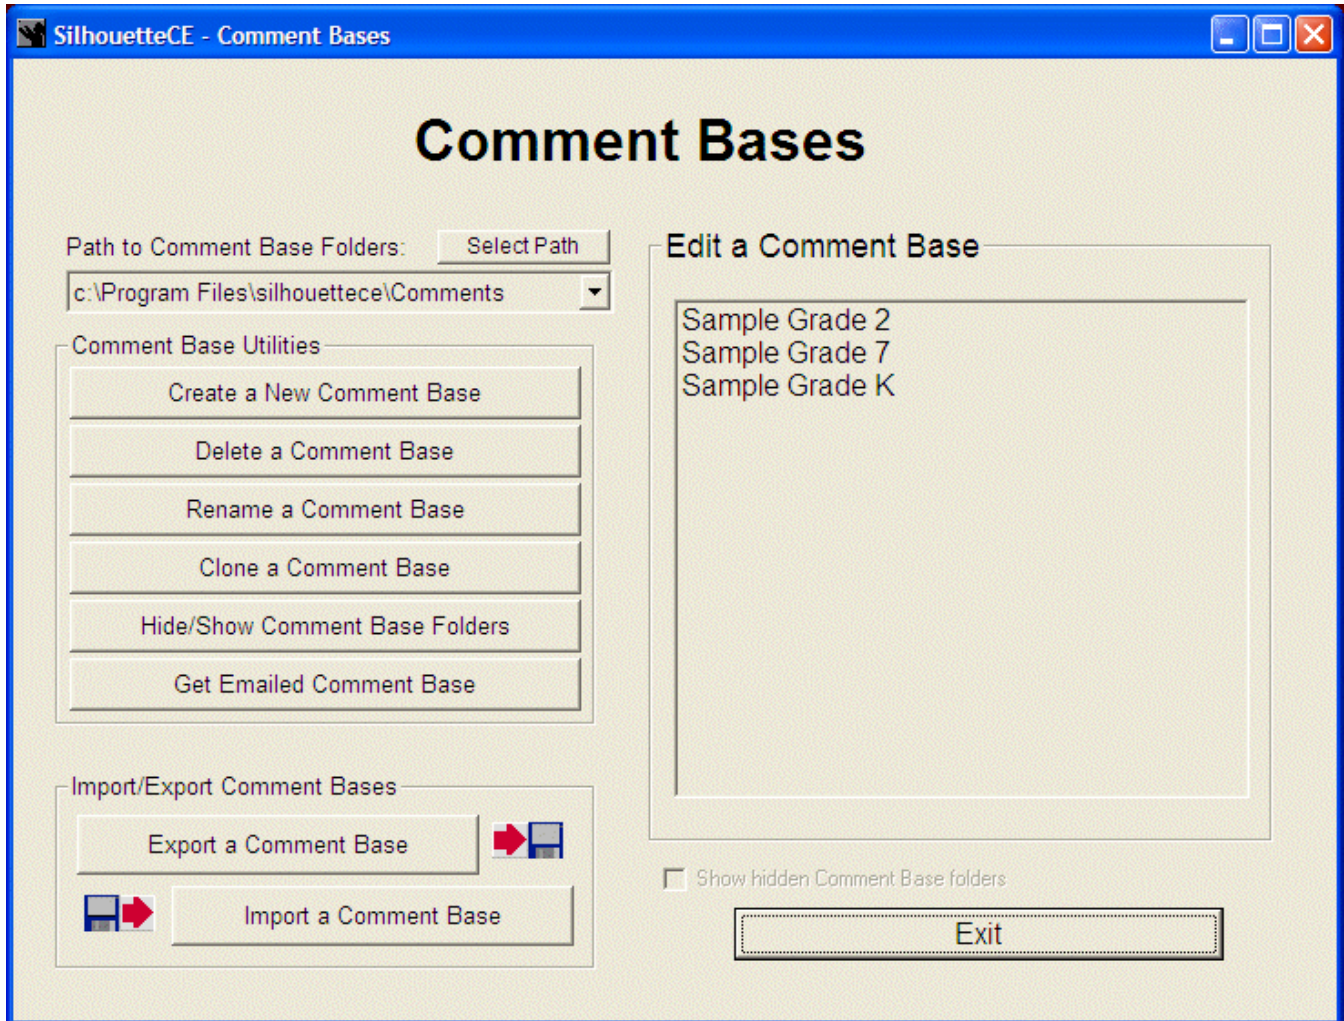 SilhouetteCE - Comment Bases
Comment Bases
Path to Comment Base Folders:
Select Path
c:\Program Files\silhouettece\Comments
Comment Base Utilities
Create a New Comment Base
Delete a Comment Base
Rename a Comment Base
Clone a Comment Base
Hide/Show Comment Base Folders
Get Emailed Comment Base
Import/Export Comment Bases
Export a Comment Base
Import a Comment Base
Edit a Comment Base
Sample Grade 2
Sample Grade 7
Sample Grade K
Show hidden Comment Base folders
Exit